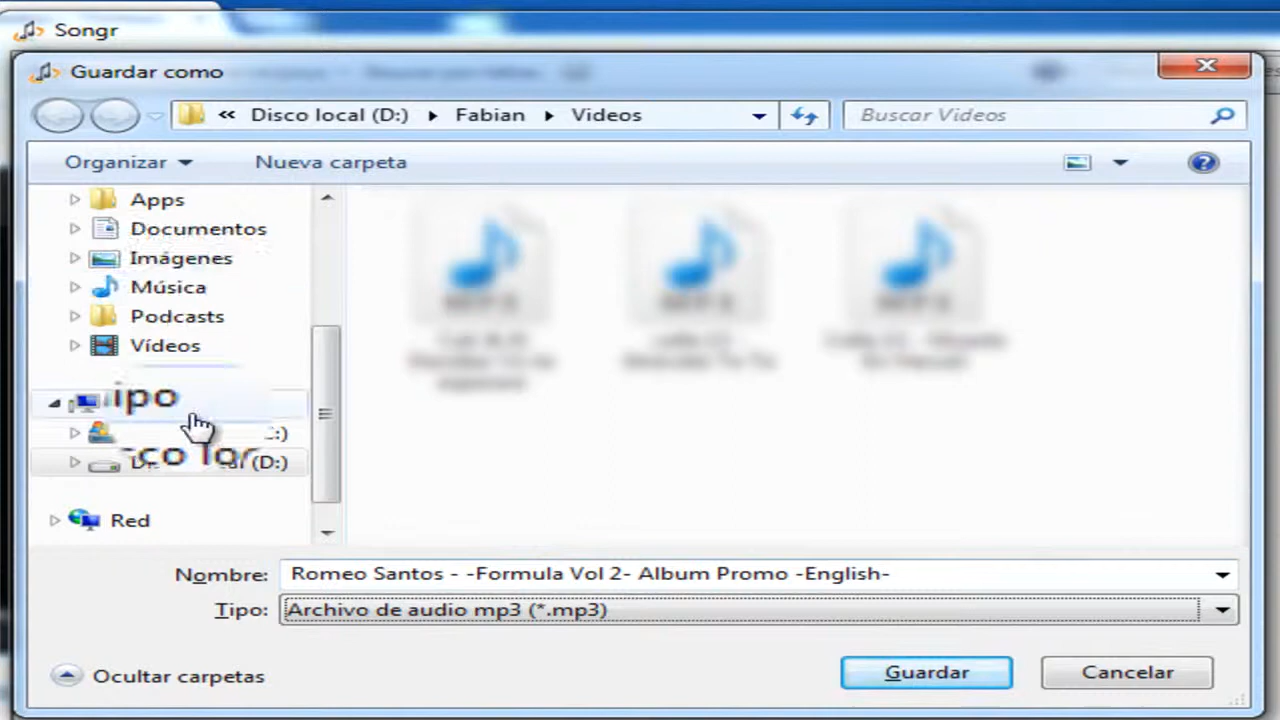 Songr
Guardar como
« Disco local (D:) Fabian Videos
Buscar Videos
Organizar
Nueva carpeta
Apps
Documentos
Imágenes
Música
Podcasts
Vídeos
ipo
:)
(D:)
Red
Nombre: Romeo Santos - -Formula Vol 2- Album Promo -English-
Tipo: Archivo de audio mp3 (*.mp3)
Ocultar carpetas
Guardar
Cancelar